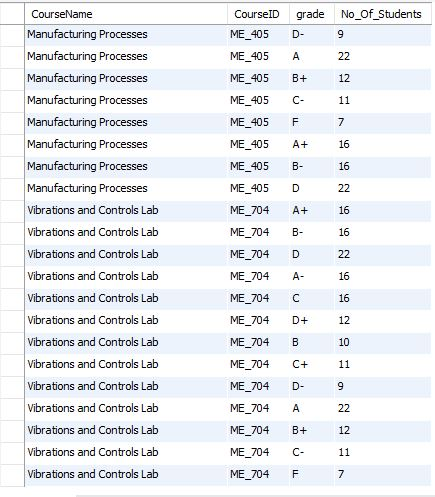 CourseName CourseID grade No_Of_Students
Manufacturing Processes ME_405 D- 9
Manufacturing Processes ME_405 A 22
Manufacturing Processes ME_405 B+ 12
Manufacturing Processes ME_405 C- 11
Manufacturing Processes ME_405 F 7
Manufacturing Processes ME_405 A+ 16
Manufacturing Processes ME_405 B- 16
Manufacturing Processes ME_405 D 22
Vibrations and Controls Lab ME_704 A+ 16
Vibrations and Controls Lab ME_704 B- 16
Vibrations and Controls Lab ME_704 D 22
Vibrations and Controls Lab ME_704 A- 16
Vibrations and Controls Lab ME_704 C 16
Vibrations and Controls Lab ME_704 D+ 12
Vibrations and Controls Lab ME_704 B 10
Vibrations and Controls Lab ME_704 C+ 11
Vibrations and Controls Lab ME_704 D- 9
Vibrations and Controls Lab ME_704 A 22
Vibrations and Controls Lab ME_704 B+ 12
Vibrations and Controls Lab ME_704 C- 11
Vibrations and Controls Lab ME_704 F 7